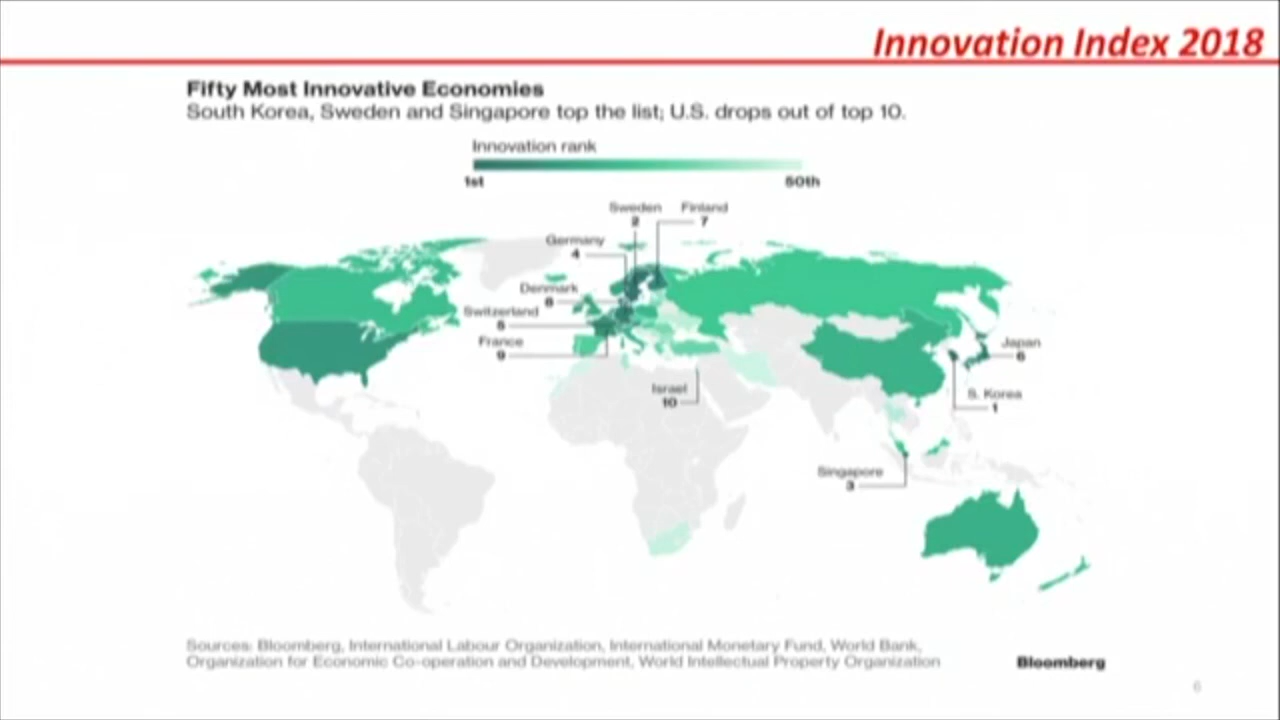 Innovation Index 2018
Fifty Most Innovative Economies
South Korea, Sweden and Singapore top the list; U.S. drops out of top 10.
Innovation rank
1st 50th
Sweden Finland
2 7
Germany
4
Denmark
8
Switzerland
5
France
9
Japan
6
Israel
10
S. Korea
1
Singapore
3
Sources: Bloomberg, International Labour Organization, International Monetary Fund, World Bank,
Organization for Economic Co-operation and Development, World Intellectual Property Organization
Bloomberg
6